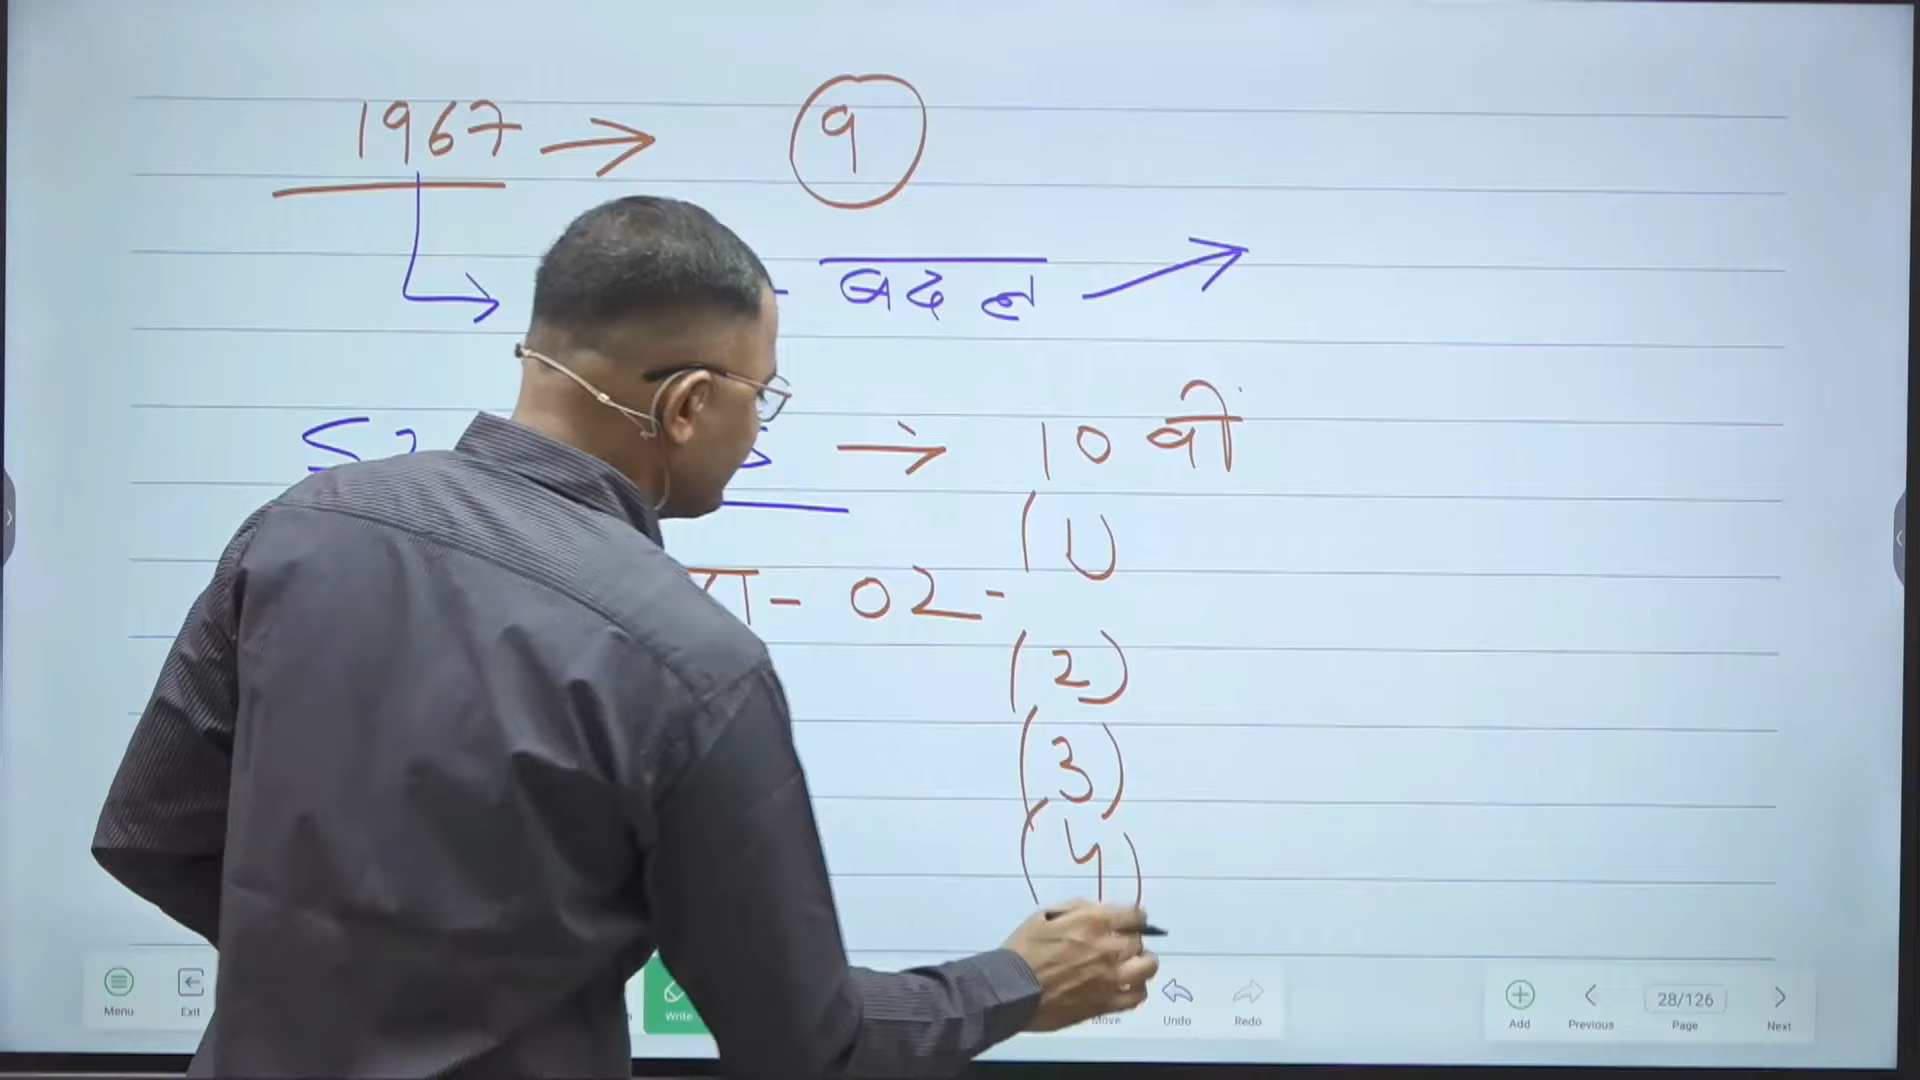 1967 → 9
बदल
→ 10 वी
(1)
- 02 -
(2)
(3)
(4)
Menu Exit Write Move Undo Redo Add Previous 28/126 Page Next